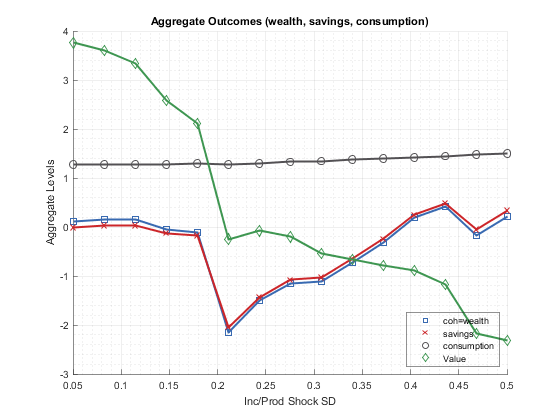 Aggregate Outcomes (wealth, savings, consumption)
4
3
2
1
0
-1
-2
-3
Aggregate Levels
0.05
0.1
0.15
0.2
0.25
0.3
0.35
0.4
0.45
0.5
Inc/Prod Shock SD
coh=wealth
savings
consumption
Value